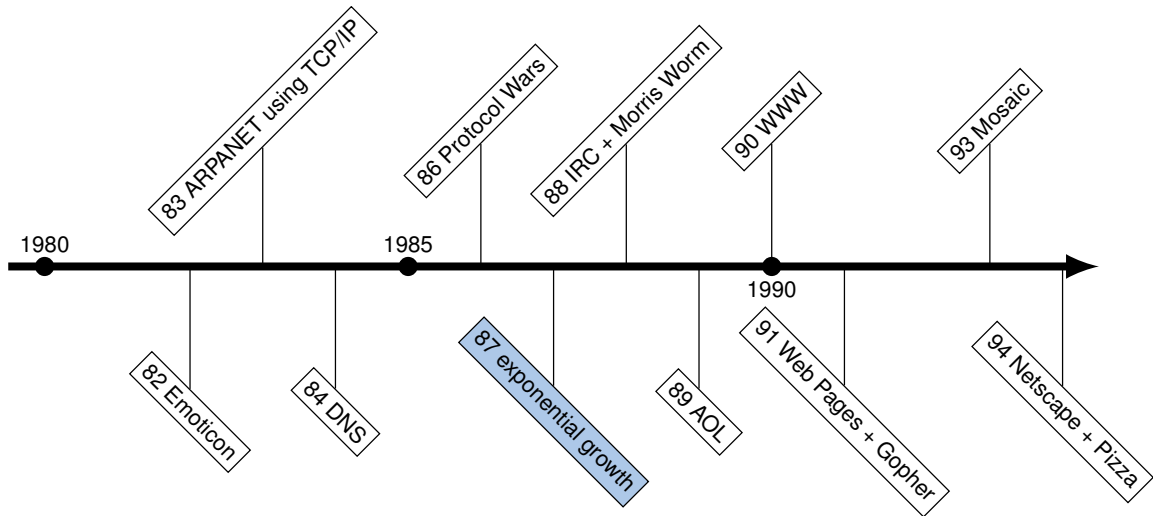 83 ARPANET using TCP/IP
86 Protocol Wars
88 IRC + Morris Worm
90 WWW
93 Mosaic
1980
1985
1990
82 Emoticon
84 DNS
87 exponential growth
89 AOL
91 Web Pages + Gopher
94 Netscape + Pizza